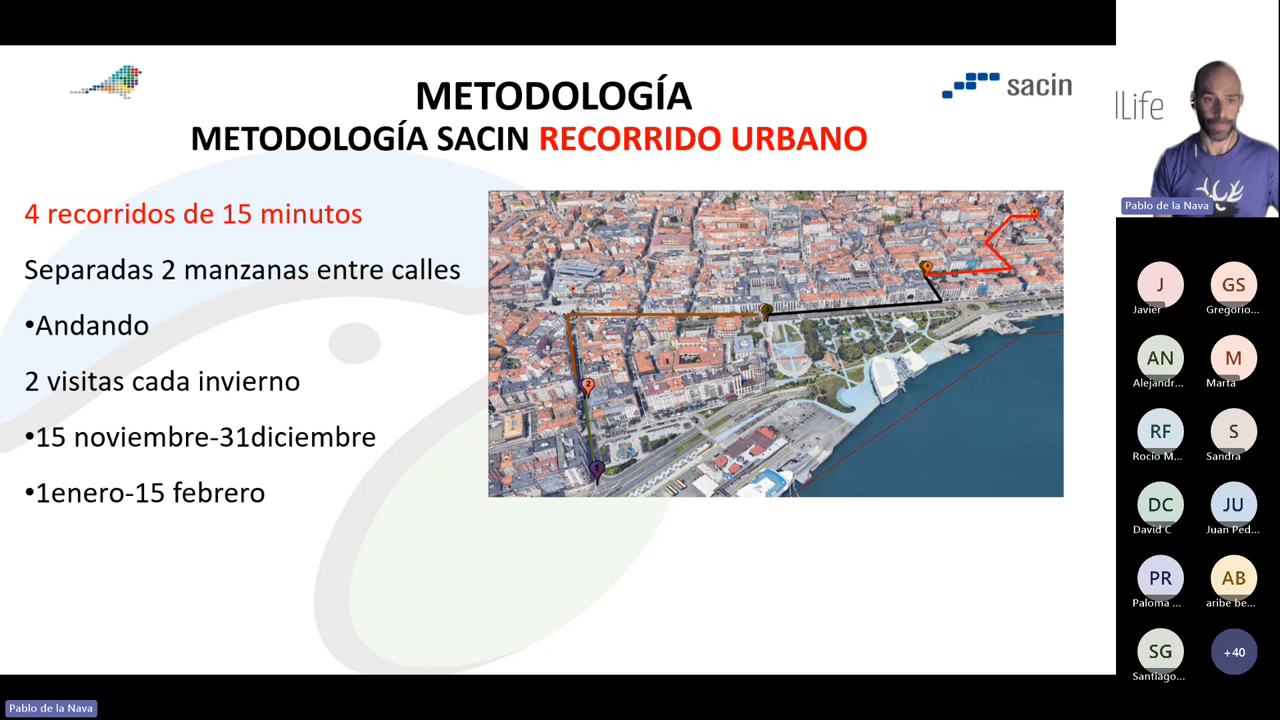 METODOLOGÍA
METODOLOGÍA SACIN RECORRIDO URBANO
sacin
4 recorridos de 15 minutos
Separadas 2 manzanas entre calles
•Andando
2 visitas cada invierno
•15 noviembre-31diciembre
•1enero-15 febrero
2
1
lLife
Pablo de la Nava
J
Javier
GS
Gregorio...
AN
Alejandr...
M
Marta
RF
Rocío M...
S
Sandra
DC
David C
JU
Juan Ped...
PR
Paloma ...
AB
aribe be...
SG
Santiago...
+40
Pablo de la Nava